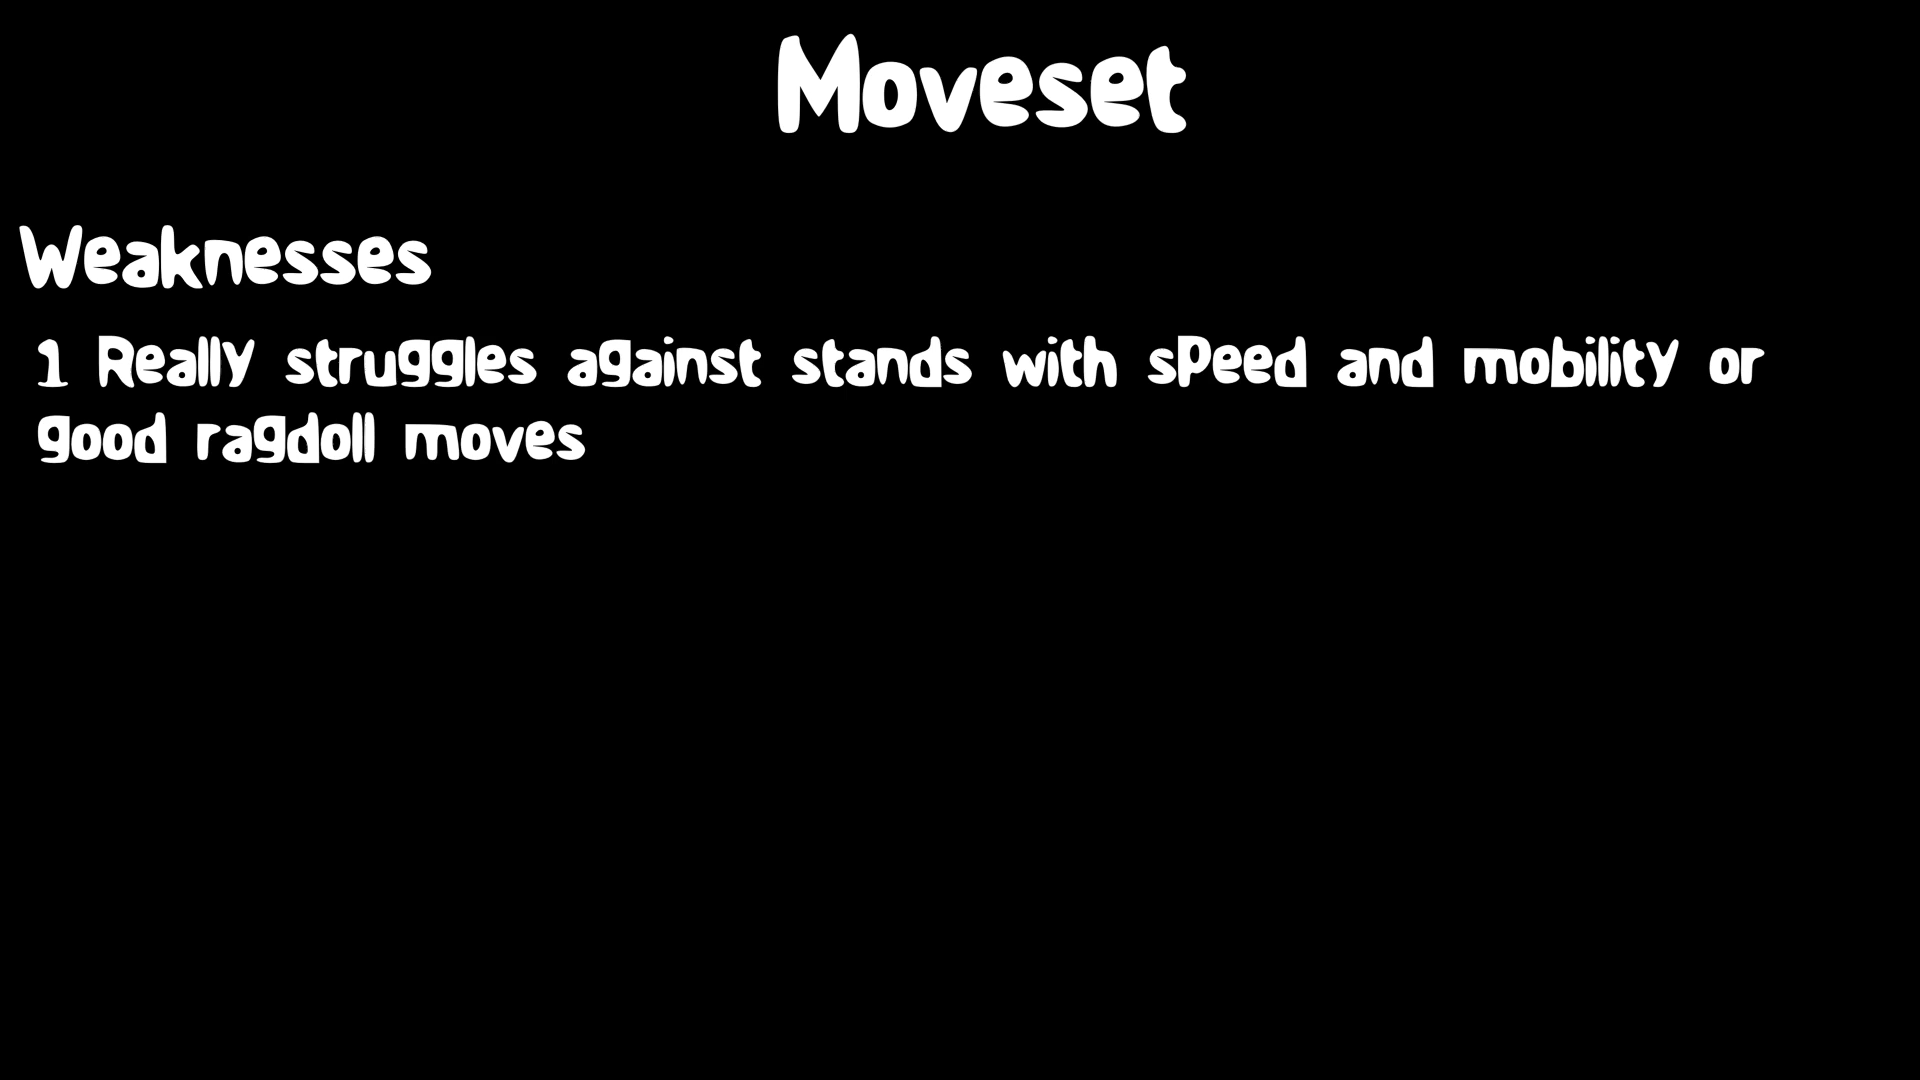 Moveset
Weaknesses
1 Really struggles against stands with speed and mobility or
good ragdoll moves